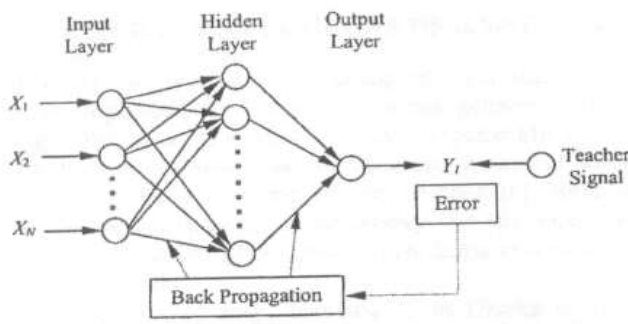 Input
Layer
Hidden
Layer
Output
Layer
X1
X2
XN
Y1
Teacher
Signal
Error
Back Propagation